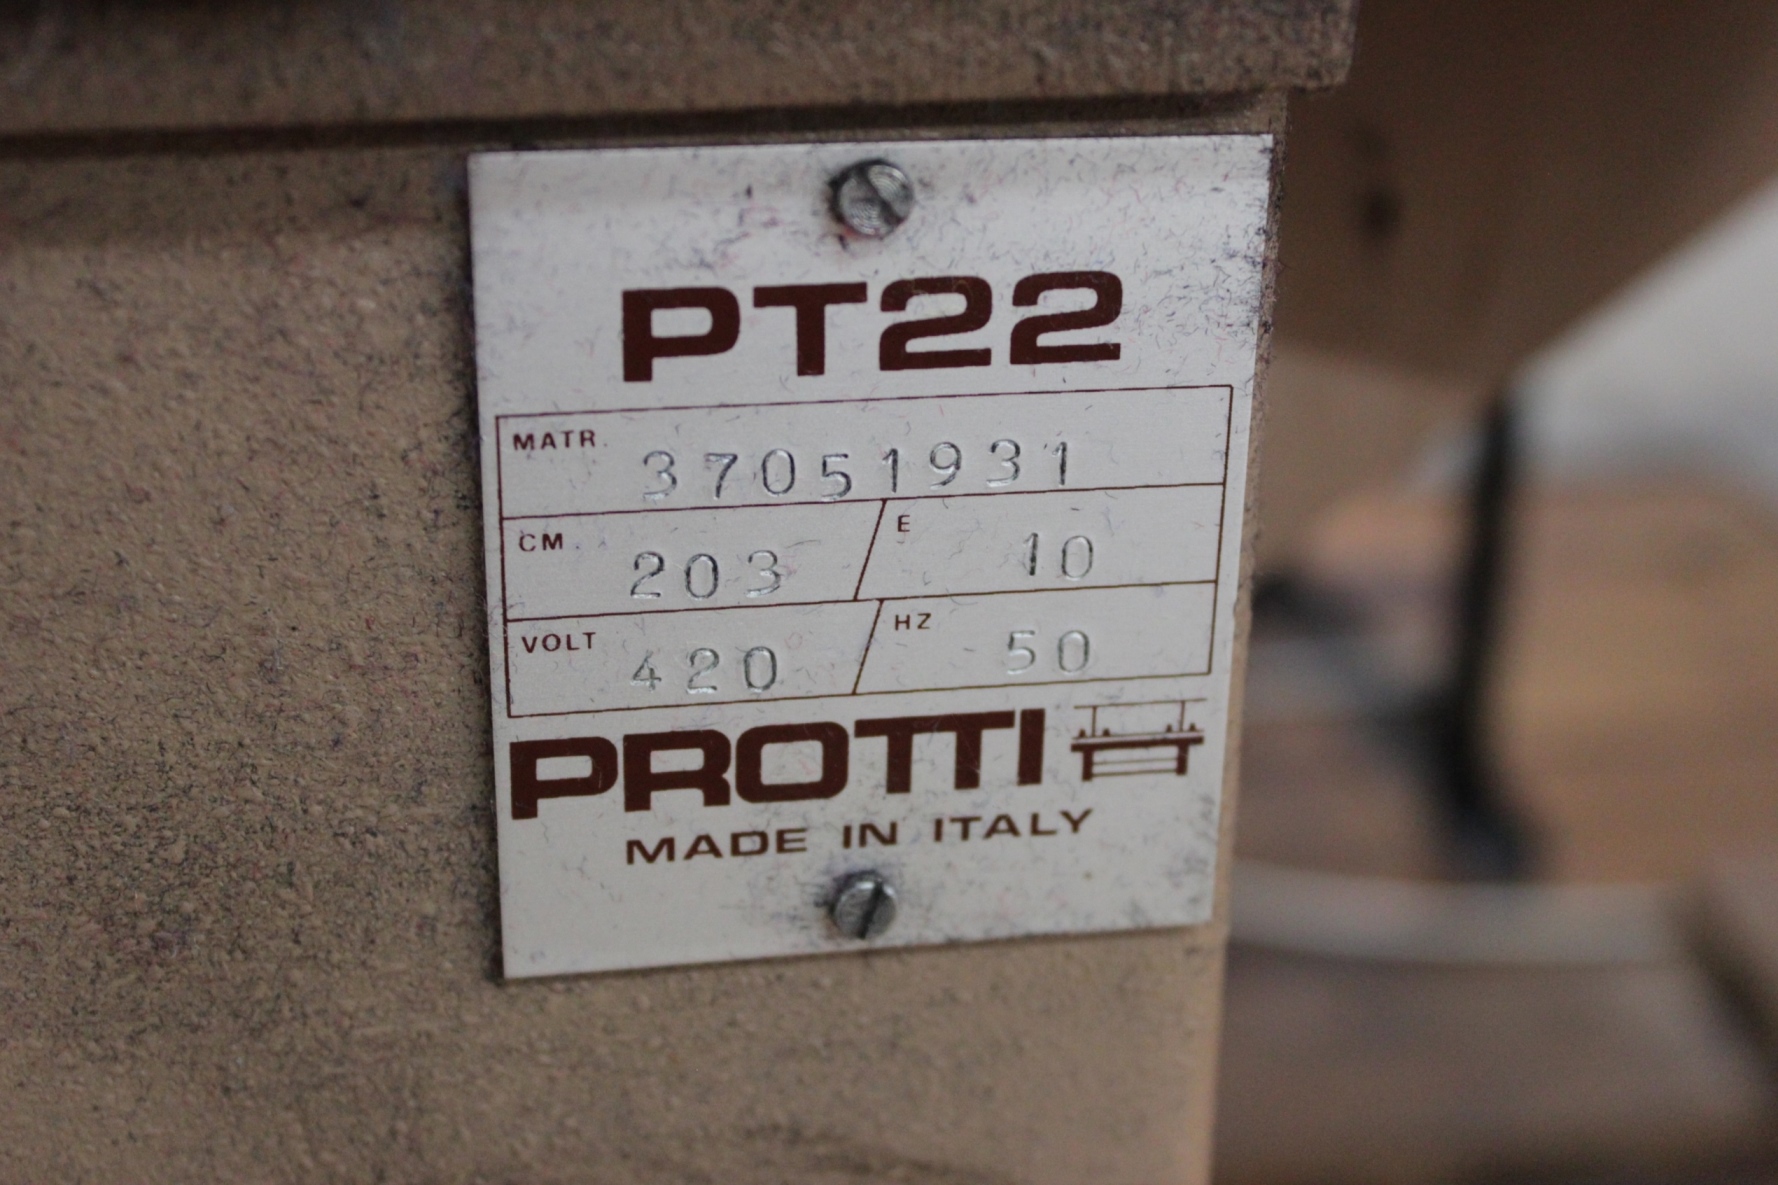 PT22
MATR. 37051931
CM 203 E 10
VOLT 420 HZ 50
PROTTI
MADE IN ITALY